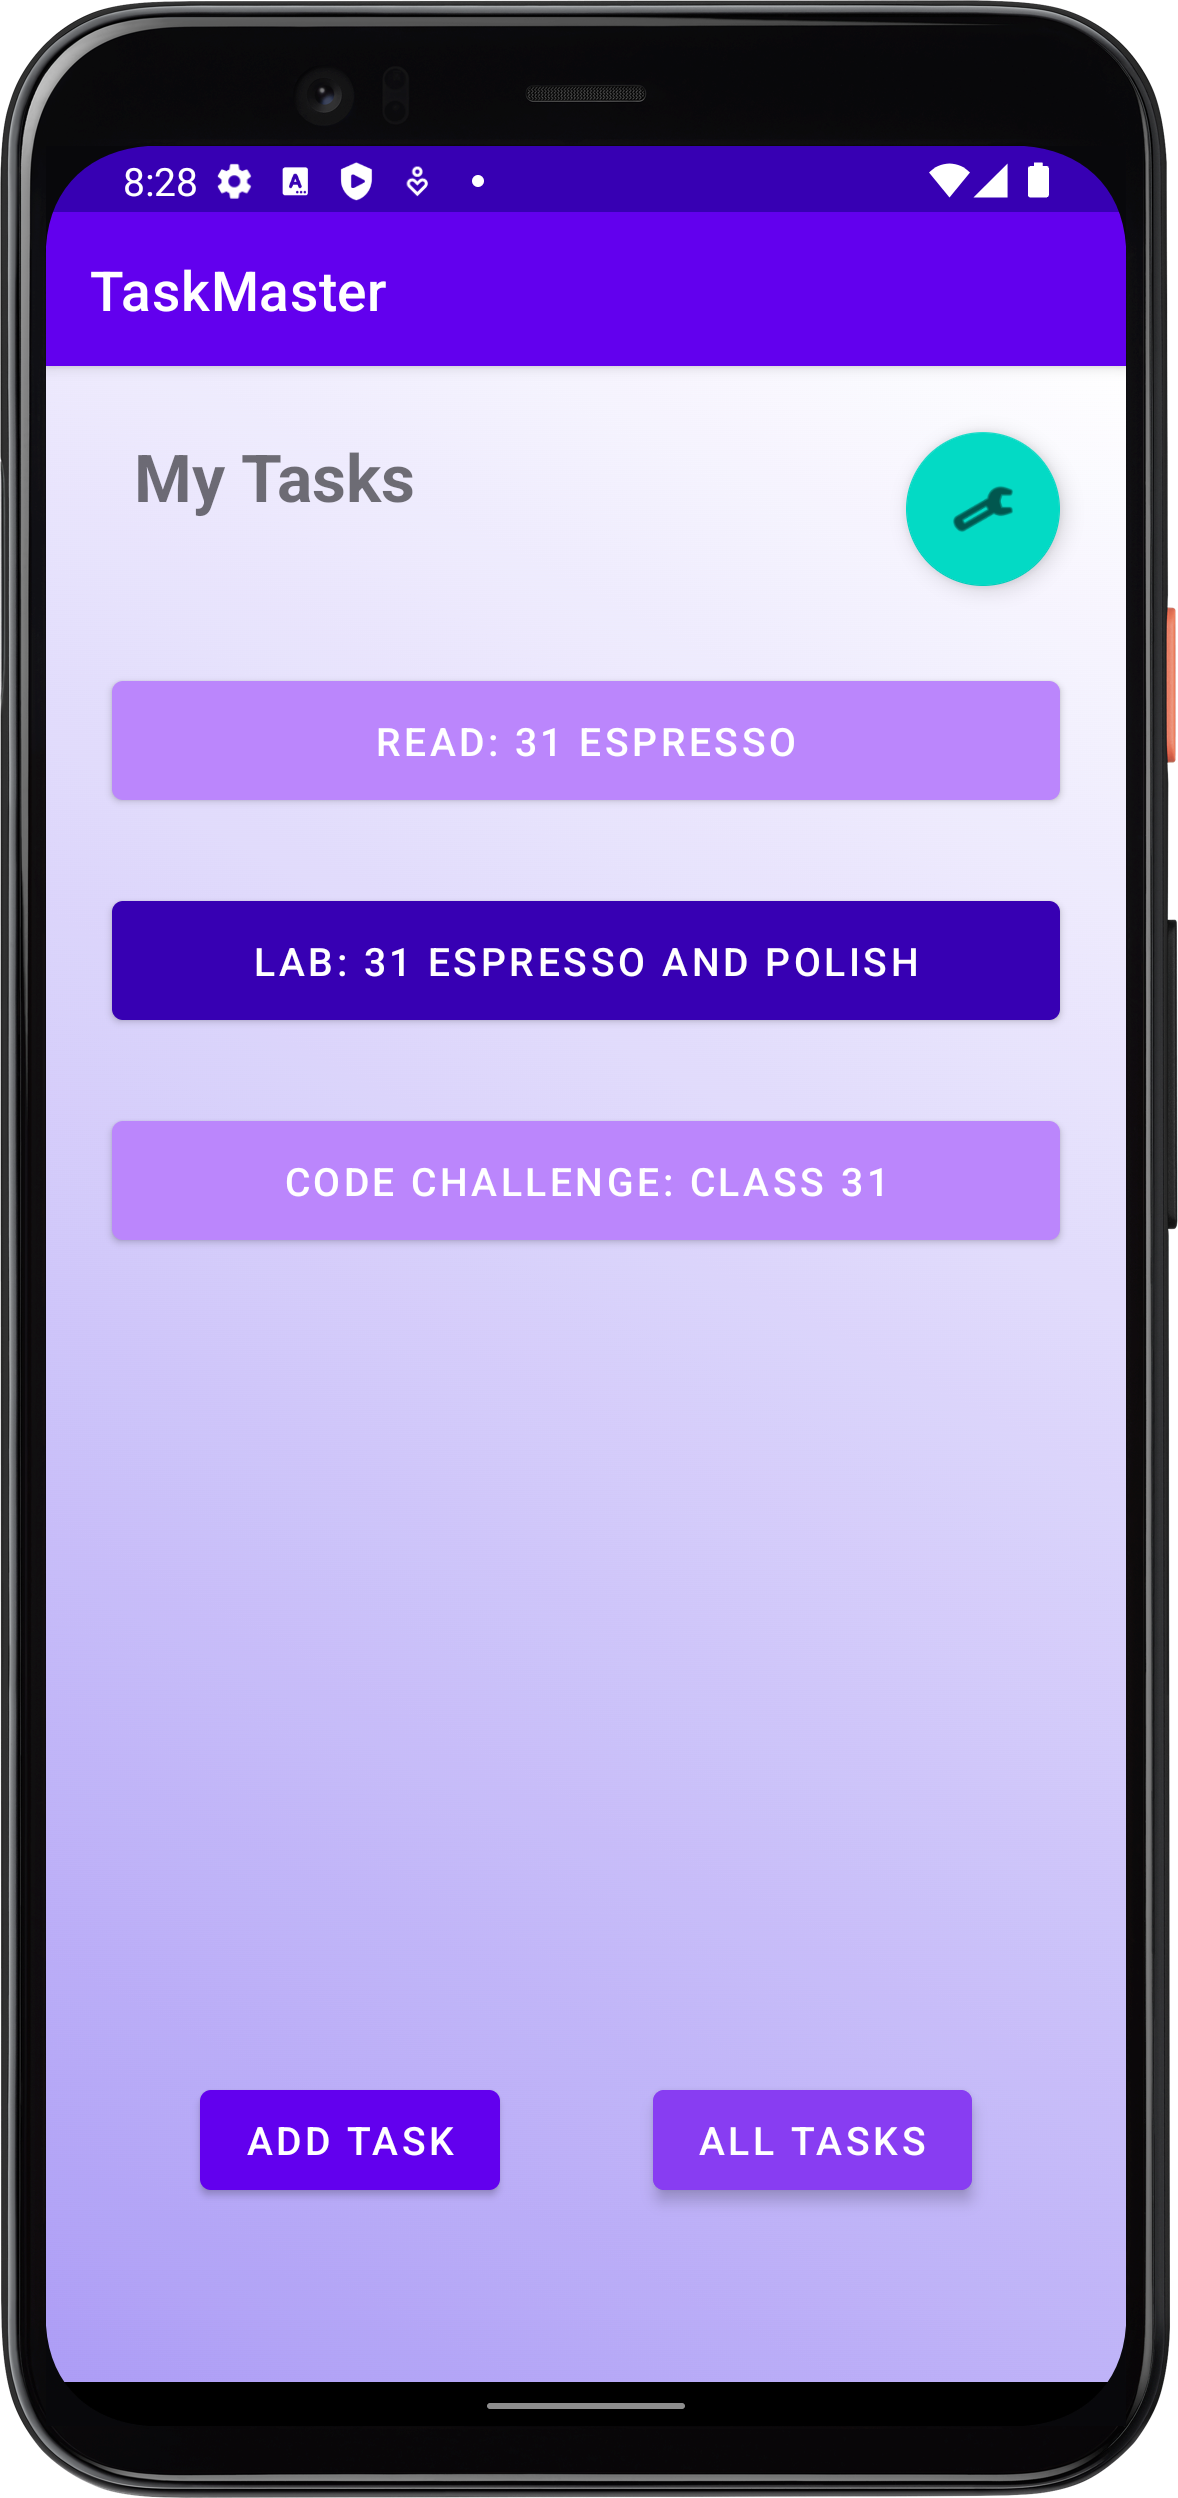 8:28
TaskMaster
My Tasks
READ: 31 ESPRESSO
LAB: 31 ESPRESSO AND POLISH
CODE CHALLENGE: CLASS 31
ADD TASK
ALL TASKS